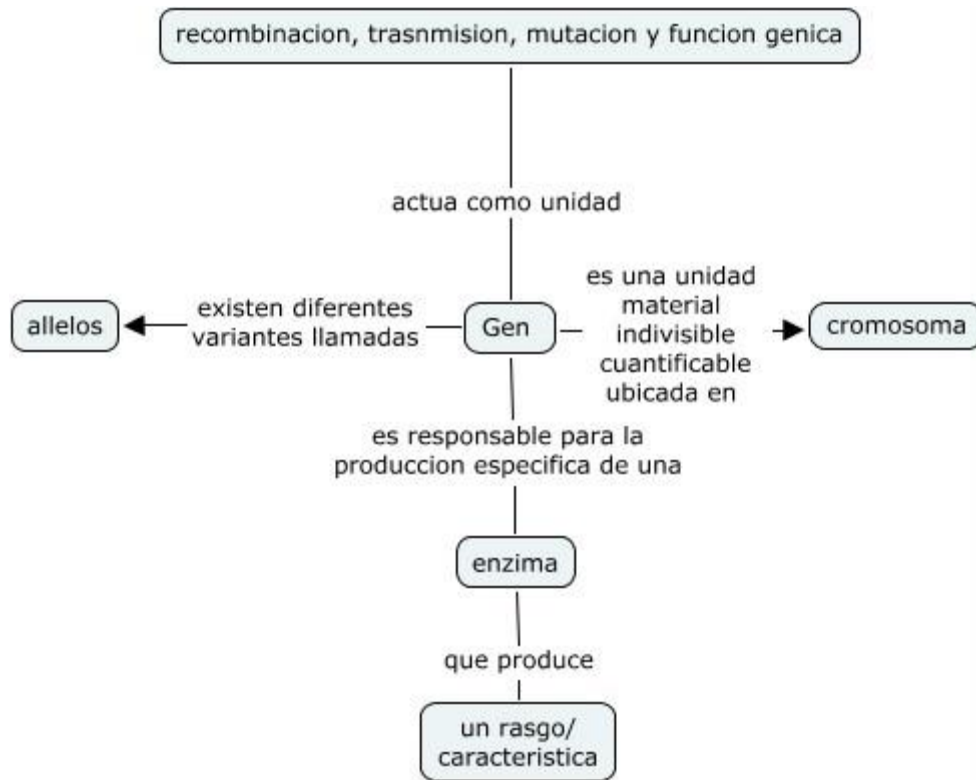 recombinacion, trasnmision, mutacion y funcion genica
actua como unidad
existen diferentes
variantes llamadas
allelos
Gen
es una unidad
material
indivisible
cuantificable
ubicada en
cromosoma
es responsable para la
produccion especifica de una
enzima
que produce
un rasgo/
caracteristica